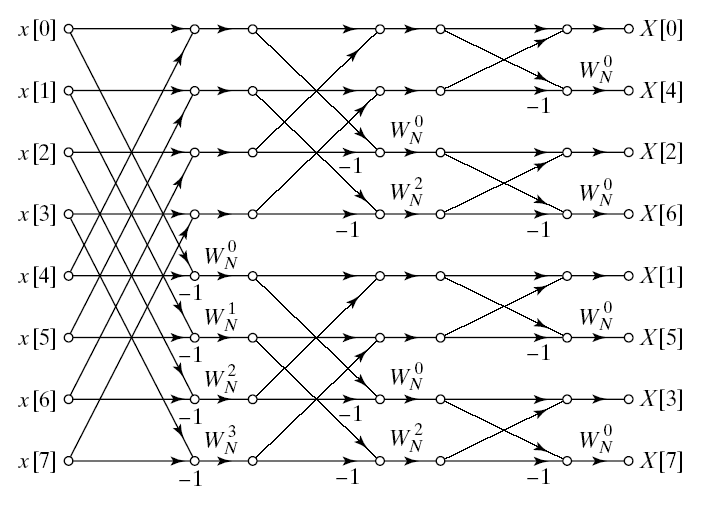 x[0] X[0]
W_N^0
x[1] -1 X[4]
W_N^0
x[2] -1 X[2]
W_N^2 W_N^0
x[3] -1 -1 X[6]
W_N^0
x[4] -1 X[1]
W_N^1 W_N^0
x[5] -1 -1 X[5]
W_N^2 W_N^0
x[6] -1 -1 X[3]
W_N^3 W_N^2 W_N^0
x[7] -1 -1 -1 X[7]